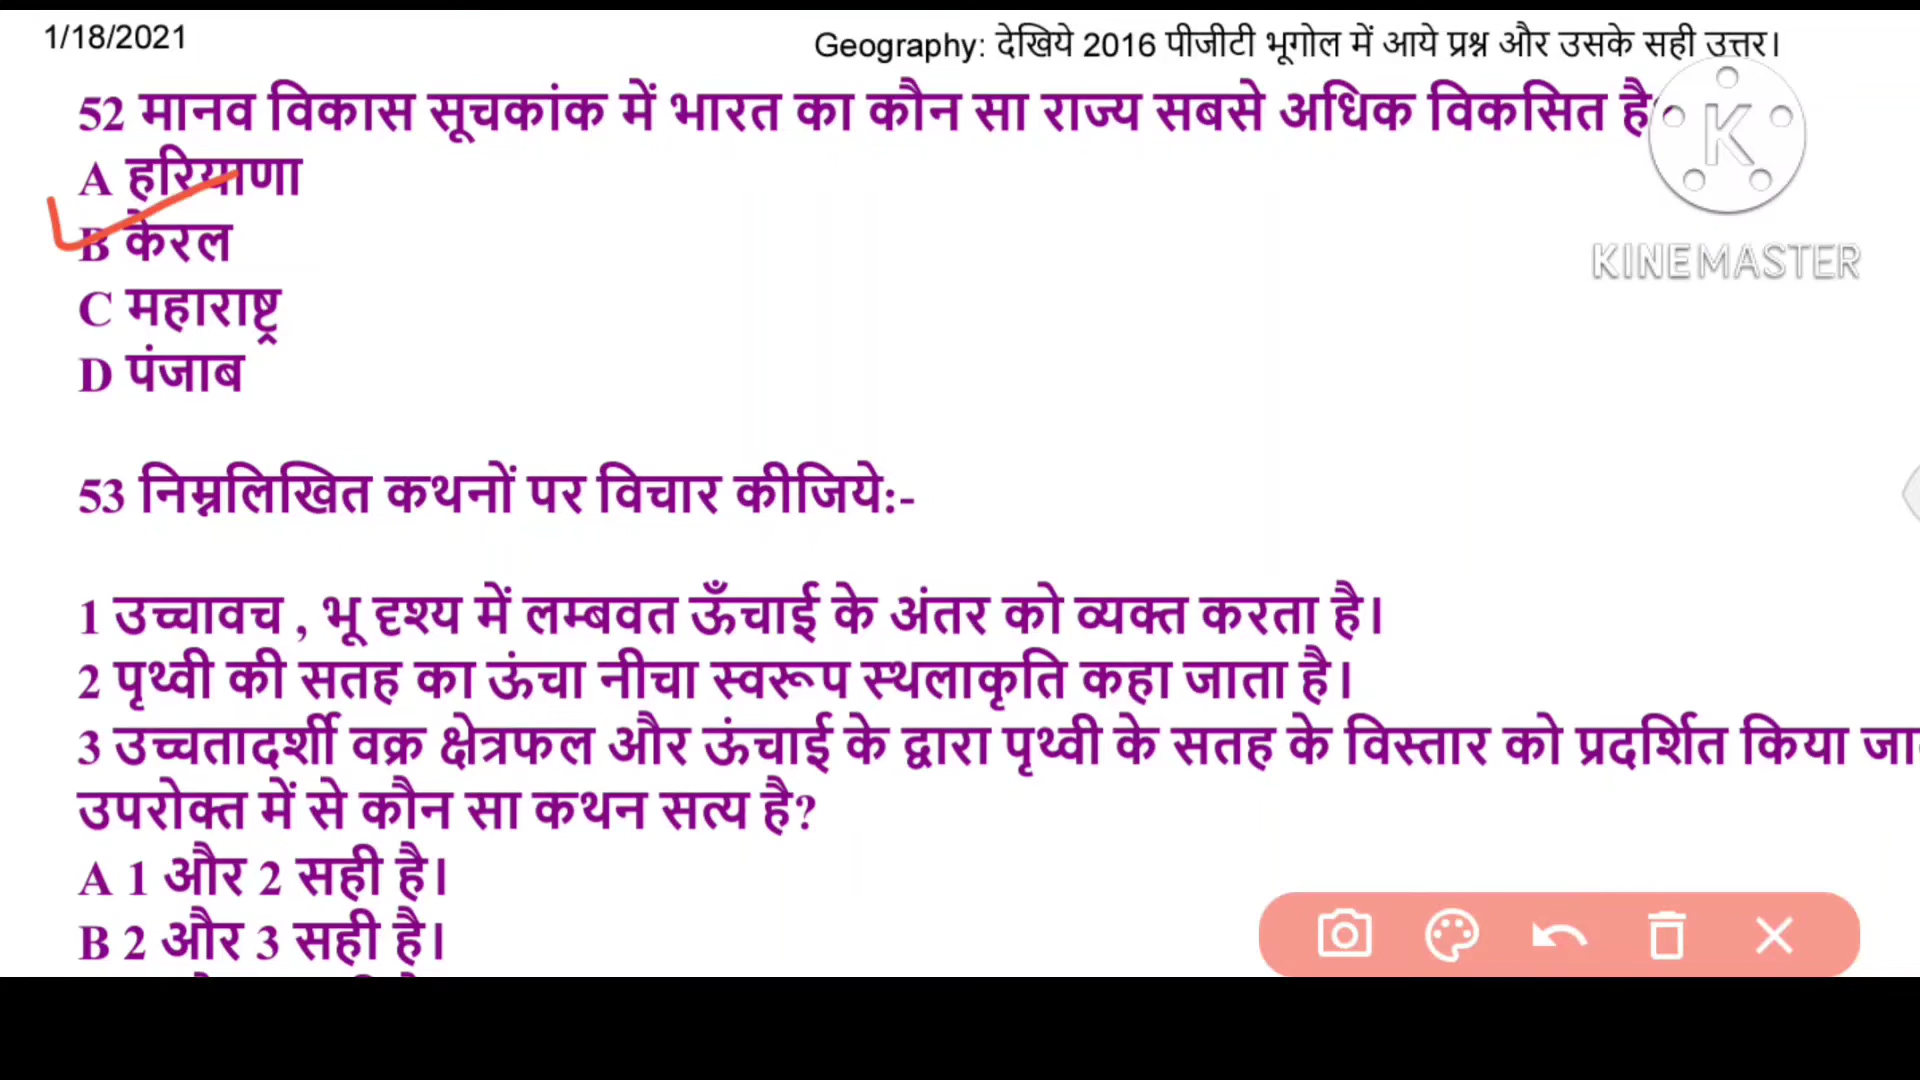 1/18/2021
Geography: देखिये 2016 पीजीटी भूगोल में आये प्रश्न और उसके सही उत्तर।
52 मानव विकास सूचकांक में भारत का कौन सा राज्य सबसे अधिक विकसित है
A हरियाणा
B केरल
C महाराष्ट्र
D पंजाब
K
KINEMASTER
53 निम्नलिखित कथनों पर विचार कीजिये:-
1 उच्चावच , भू दृश्य में लम्बवत ऊँचाई के अंतर को व्यक्त करता है।
2 पृथ्वी की सतह का ऊंचा नीचा स्वरूप स्थलाकृति कहा जाता है।
3 उच्चतादर्शी वक्र क्षेत्रफल और ऊंचाई के द्वारा पृथ्वी के सतह के विस्तार को प्रदर्शित किया
उपरोक्त में से कौन सा कथन सत्य है?
A 1 और 2 सही है।
B 2 और 3 सही है।